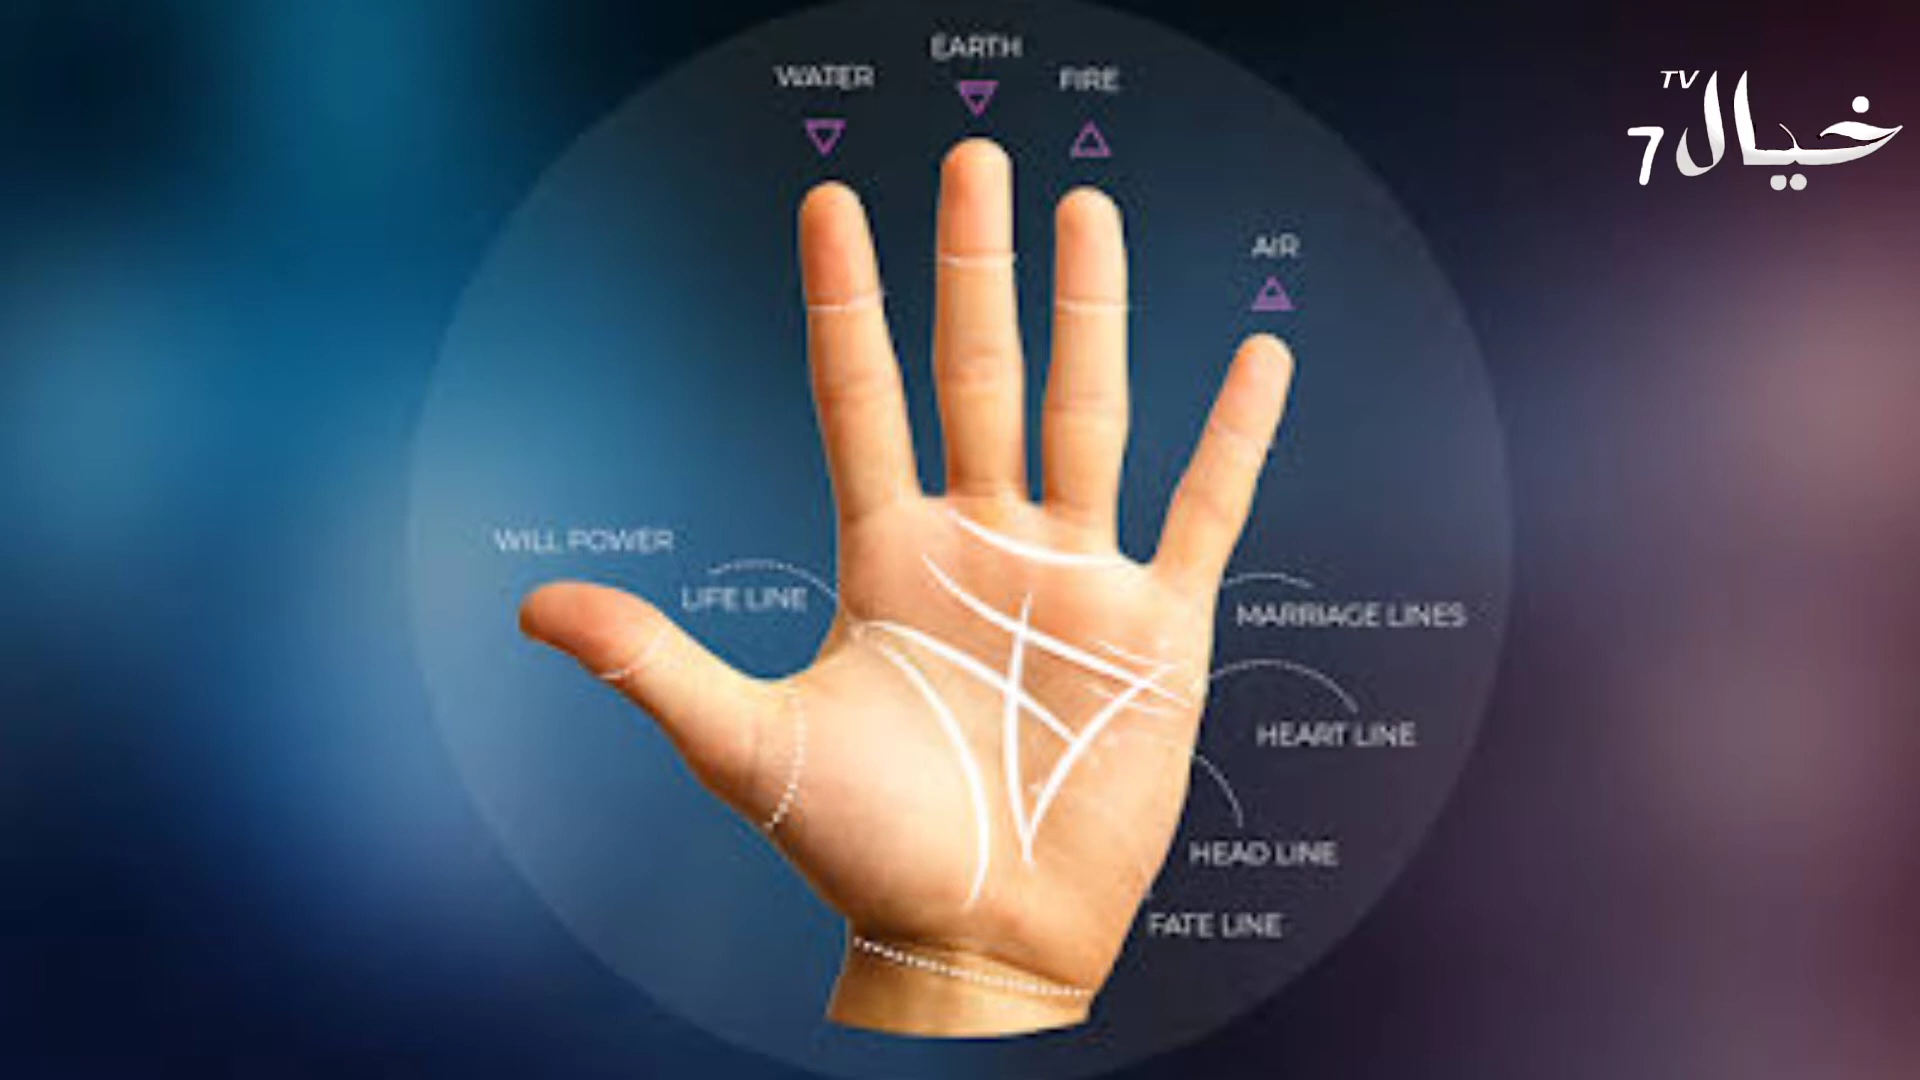 EARTH
WATER
FIRE
TV
خيال
7
AIR
WILL POWER
LIFE LINE
MARRIAGE LINES
HEART LINE
HEAD LINE
FATE LINE